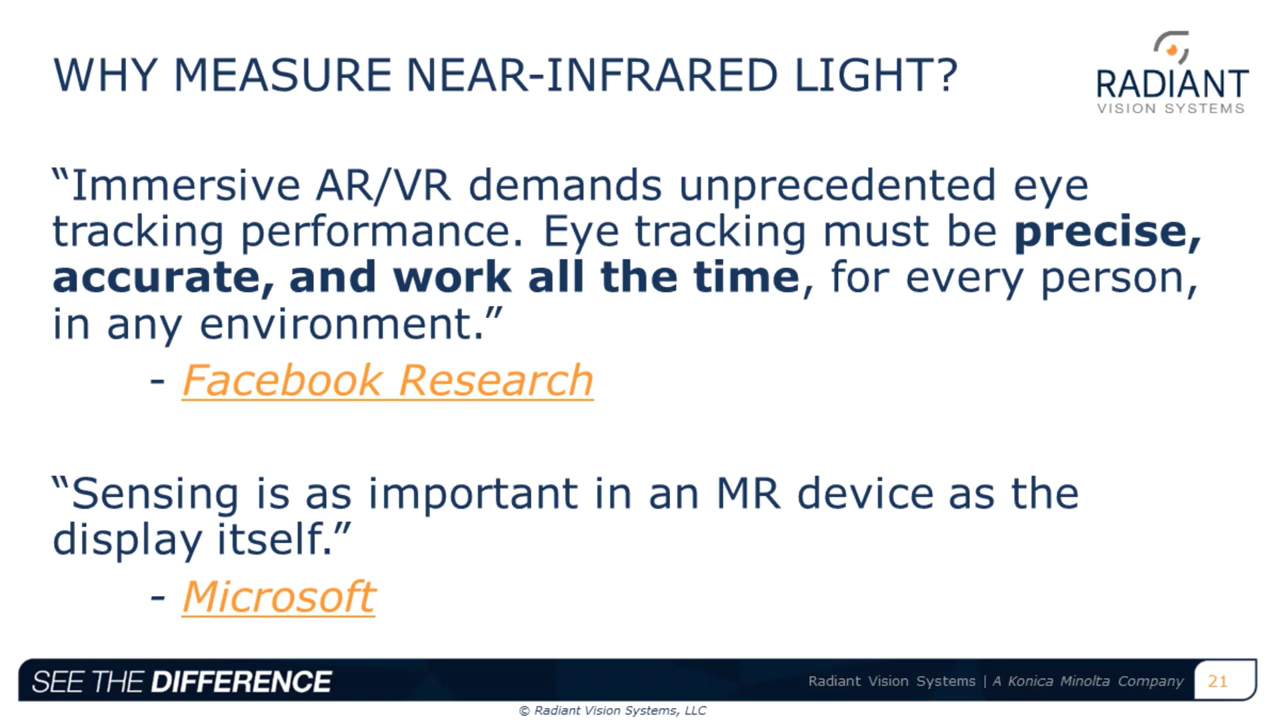 WHY MEASURE NEAR-INFRARED LIGHT?
RADIANT
VISION SYSTEMS
“Immersive AR/VR demands unprecedented eye
tracking performance. Eye tracking must be precise,
accurate, and work all the time, for every person,
in any environment.”
- Facebook Research
“Sensing is as important in an MR device as the
display itself.”
- Microsoft
SEE THE DIFFERENCE
Radiant Vision Systems | A Konica Minolta Company
21
© Radiant Vision Systems, LLC